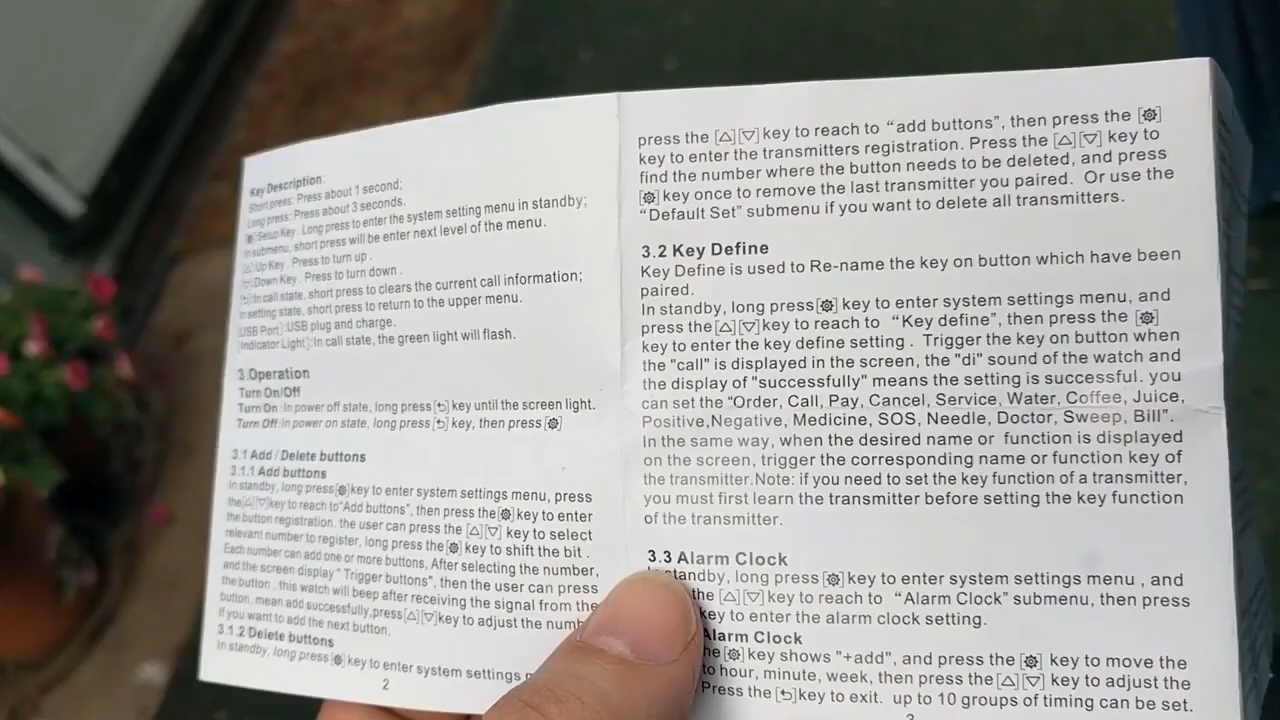 Key Description:
Short press: Press about 1 second;
Long press: Press about 3 seconds.
[⚙]:Setup Key . Long press to enter the system setting menu in standby;
in submenu, short press will be enter next level of the menu.
[△]:Up Key . Press to turn up .
[▽]:Down Key . Press to turn down .
[⮌]:In call state, short press to clears the current call information;
in setting state, short press to return to the upper menu.
[USB Port]:USB plug and charge.
[Indicator Light]:In call state, the green light will flash.
3.Operation
Turn On/Off
Turn On :In power off state, long press[⮌] key until the screen light.
Turn Off:In power on state, long press[⮌] key, then press[⚙]
3.1 Add / Delete buttons
3.1.1 Add buttons
In standby, long press[⚙]key to enter system settings menu, press
the[△][▽]key to reach to"Add buttons", then press the[⚙] key to enter
the button registration. the user can press the [△][▽] key to select
relevant number to register, long press the[⚙] key to shift the bit .
Each number can add one or more buttons, After selecting the number,
and the screen display " Trigger buttons", then the user can press
the button , this watch will beep after receiving the signal from the
button, mean add successfully,press[△][▽]key to adjust the
if you want to add the next button.
3.1.2 Delete buttons
In standby, long press[⚙]key to enter system settings
2
press the [△][▽]key to reach to “add buttons”, then press the [⚙]
key to enter the transmitters registration. Press the [△][▽] key to
find the number where the button needs to be deleted, and press
[⚙] key once to remove the last transmitter you paired. Or use the
“Default Set” submenu if you want to delete all transmitters.
3.2 Key Define
Key Define is used to Re-name the key on button which have been
paired.
In standby, long press[⚙] key to enter system settings menu, and
press the[△][▽]key to reach to “Key define”, then press the [⚙]
key to enter the key define setting . Trigger the key on button when
the "call" is displayed in the screen, the "di" sound of the watch and
the display of "successfully" means the setting is successful. you
can set the “Order, Call, Pay, Cancel, Service, Water, Coffee, Juice,
Positive,Negative, Medicine, SOS, Needle, Doctor, Sweep, Bill”.
In the same way, when the desired name or function is displayed
on the screen, trigger the corresponding name or function key of
the transmitter.Note: if you need to set the key function of a transmitter,
you must first learn the transmitter before setting the key function
of the transmitter.
3.3 Alarm Clock
standby, long press[⚙]key to enter system settings menu , and
the [△][▽]key to reach to “Alarm Clock” submenu, then press
key to enter the alarm clock setting.
Alarm Clock
[⚙]key shows "+add", and press the [⚙] key to move the
to hour, minute, week, then press the[△][▽] key to adjust the
Press the [⮌]key to exit. up to 10 groups of timing can be set.